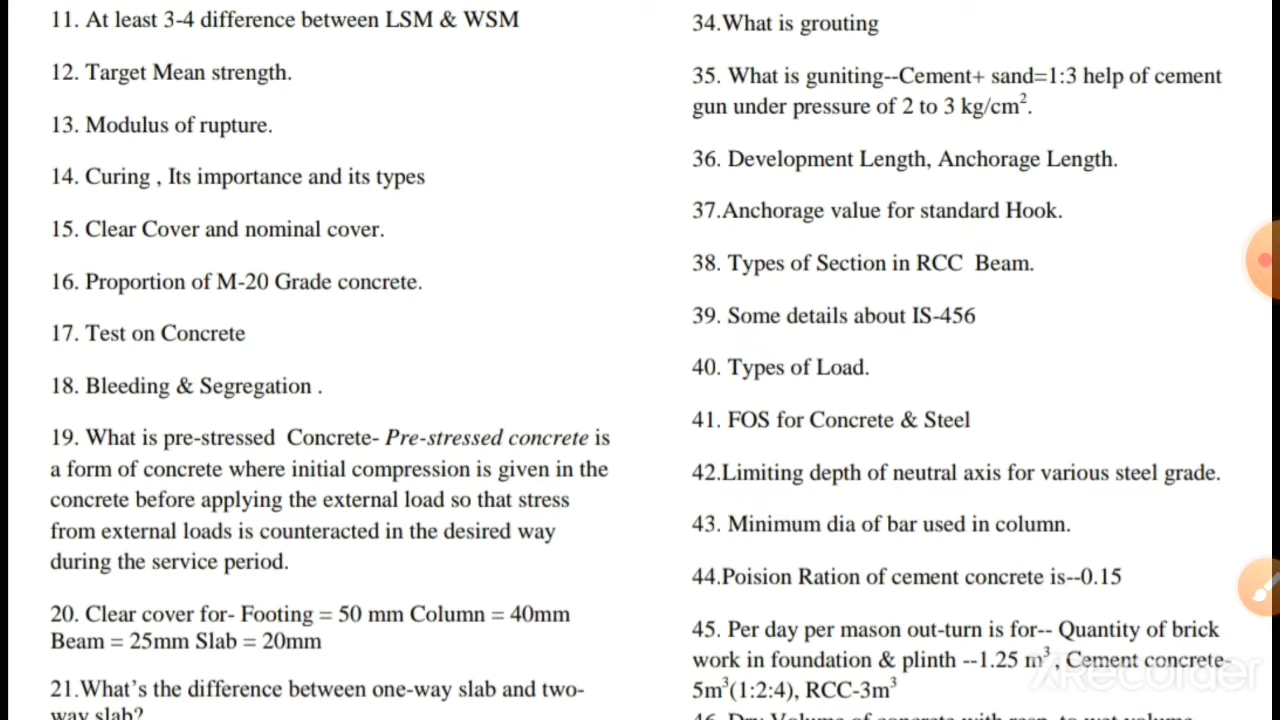 11. At least 3-4 difference between LSM & WSM
12. Target Mean strength.
13. Modulus of rupture.
14. Curing , Its importance and its types
15. Clear Cover and nominal cover.
16. Proportion of M-20 Grade concrete.
17. Test on Concrete
18. Bleeding & Segregation .
19. What is pre-stressed Concrete- Pre-stressed concrete is
a form of concrete where initial compression is given in the
concrete before applying the external load so that stress
from external loads is counteracted in the desired way
during the service period.
20. Clear cover for- Footing = 50 mm Column = 40mm
Beam = 25mm Slab = 20mm
21.What’s the difference between one-way slab and two-
way slab?
34.What is grouting
35. What is guniting--Cement+ sand=1:3 help of cement
gun under pressure of 2 to 3 kg/cm².
36. Development Length, Anchorage Length.
37.Anchorage value for standard Hook.
38. Types of Section in RCC Beam.
39. Some details about IS-456
40. Types of Load.
41. FOS for Concrete & Steel
42.Limiting depth of neutral axis for various steel grade.
43. Minimum dia of bar used in column.
44.Poision Ration of cement concrete is--0.15
45. Per day per mason out-turn is for-- Quantity of brick
work in foundation & plinth --1.25 m³ , Cement concrete-
5m³(1:2:4), RCC-3m³
46. Dry Volume of concrete with resp. to wet volume
XRecorder